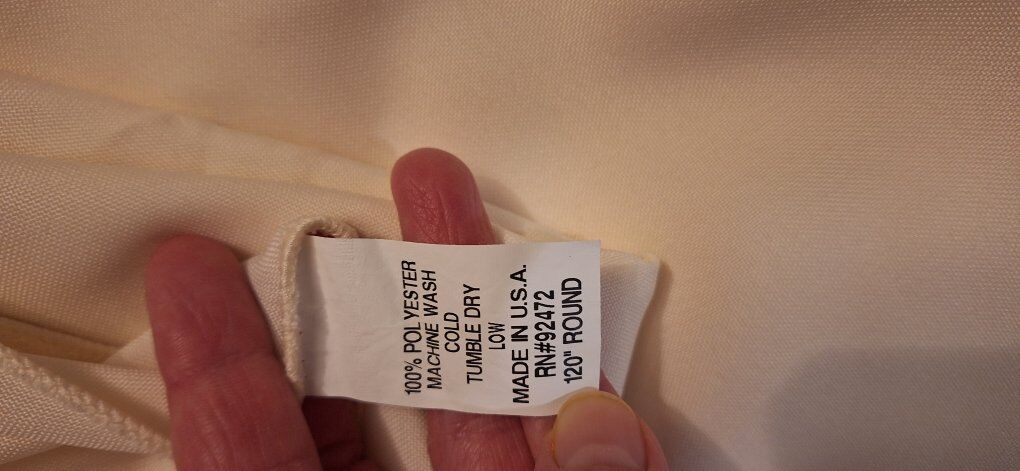 100% POLYESTER
MACHINE WASH
COLD
TUMBLE DRY
LOW
MADE IN U.S.A.
RN#92472
120" ROUND